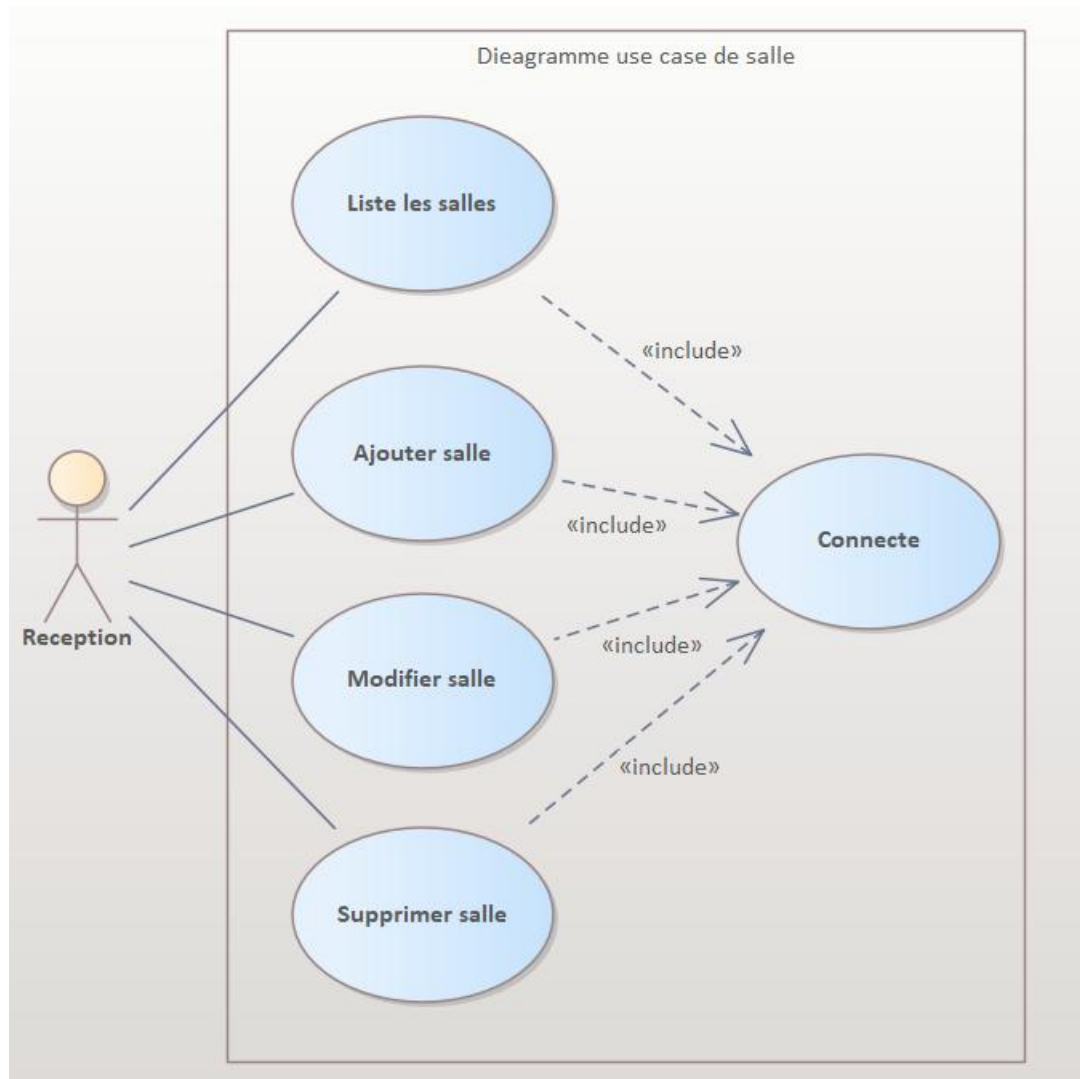 Dieagramme use case de salle
Liste les salles
«include»
Ajouter salle
«include»
Connecte
Reception
Modifier salle
«include»
«include»
Supprimer salle